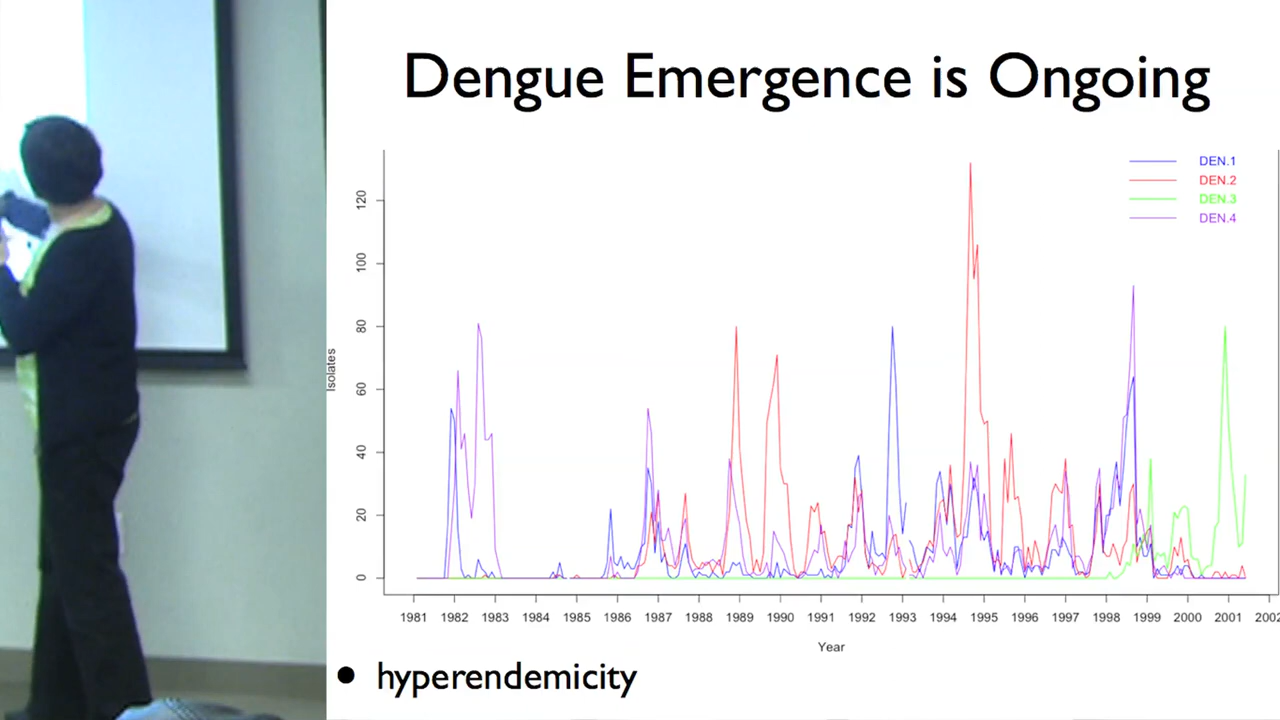 Dengue Emergence is Ongoing
DEN.1
DEN.2
DEN.3
DEN.4
120
100
80
60
40
20
0
Isolates
1981 1982 1983 1984 1985 1986 1987 1988 1989 1990 1991 1992 1993 1994 1995 1996 1997 1998 1999 2000 2001 2002
Year
• hyperendemicity